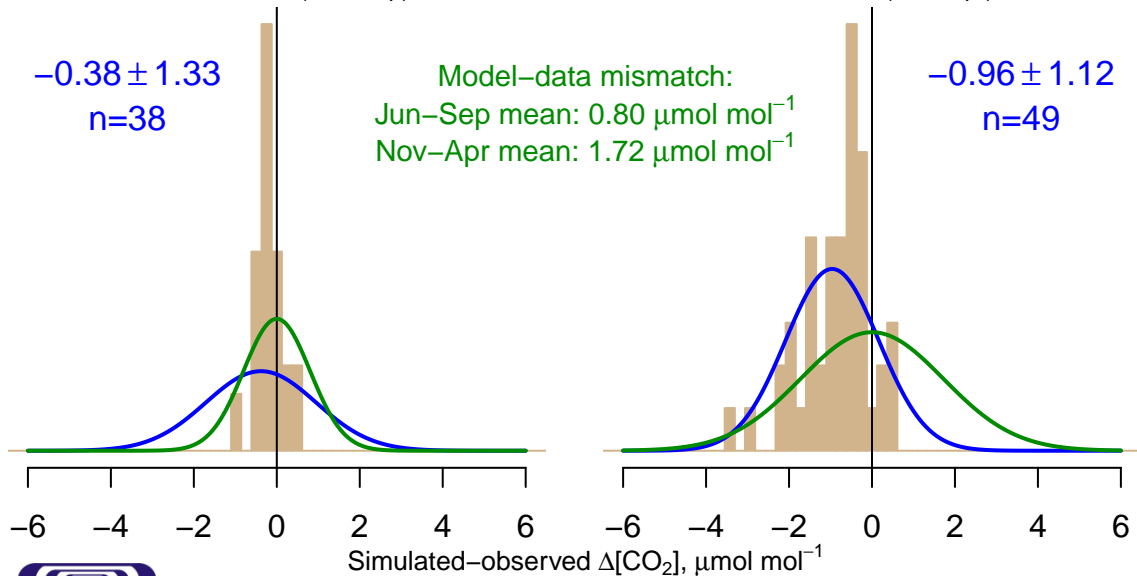 −0.38 ± 1.33
n=38
Model−data mismatch:
Jun−Sep mean: 0.80 μmol mol⁻¹
Nov−Apr mean: 1.72 μmol mol⁻¹
−0.96 ± 1.12
n=49
−6 −4 −2 0 2 4 6
−6 −4 −2 0 2 4 6
Simulated−observed Δ[CO₂], μmol mol⁻¹